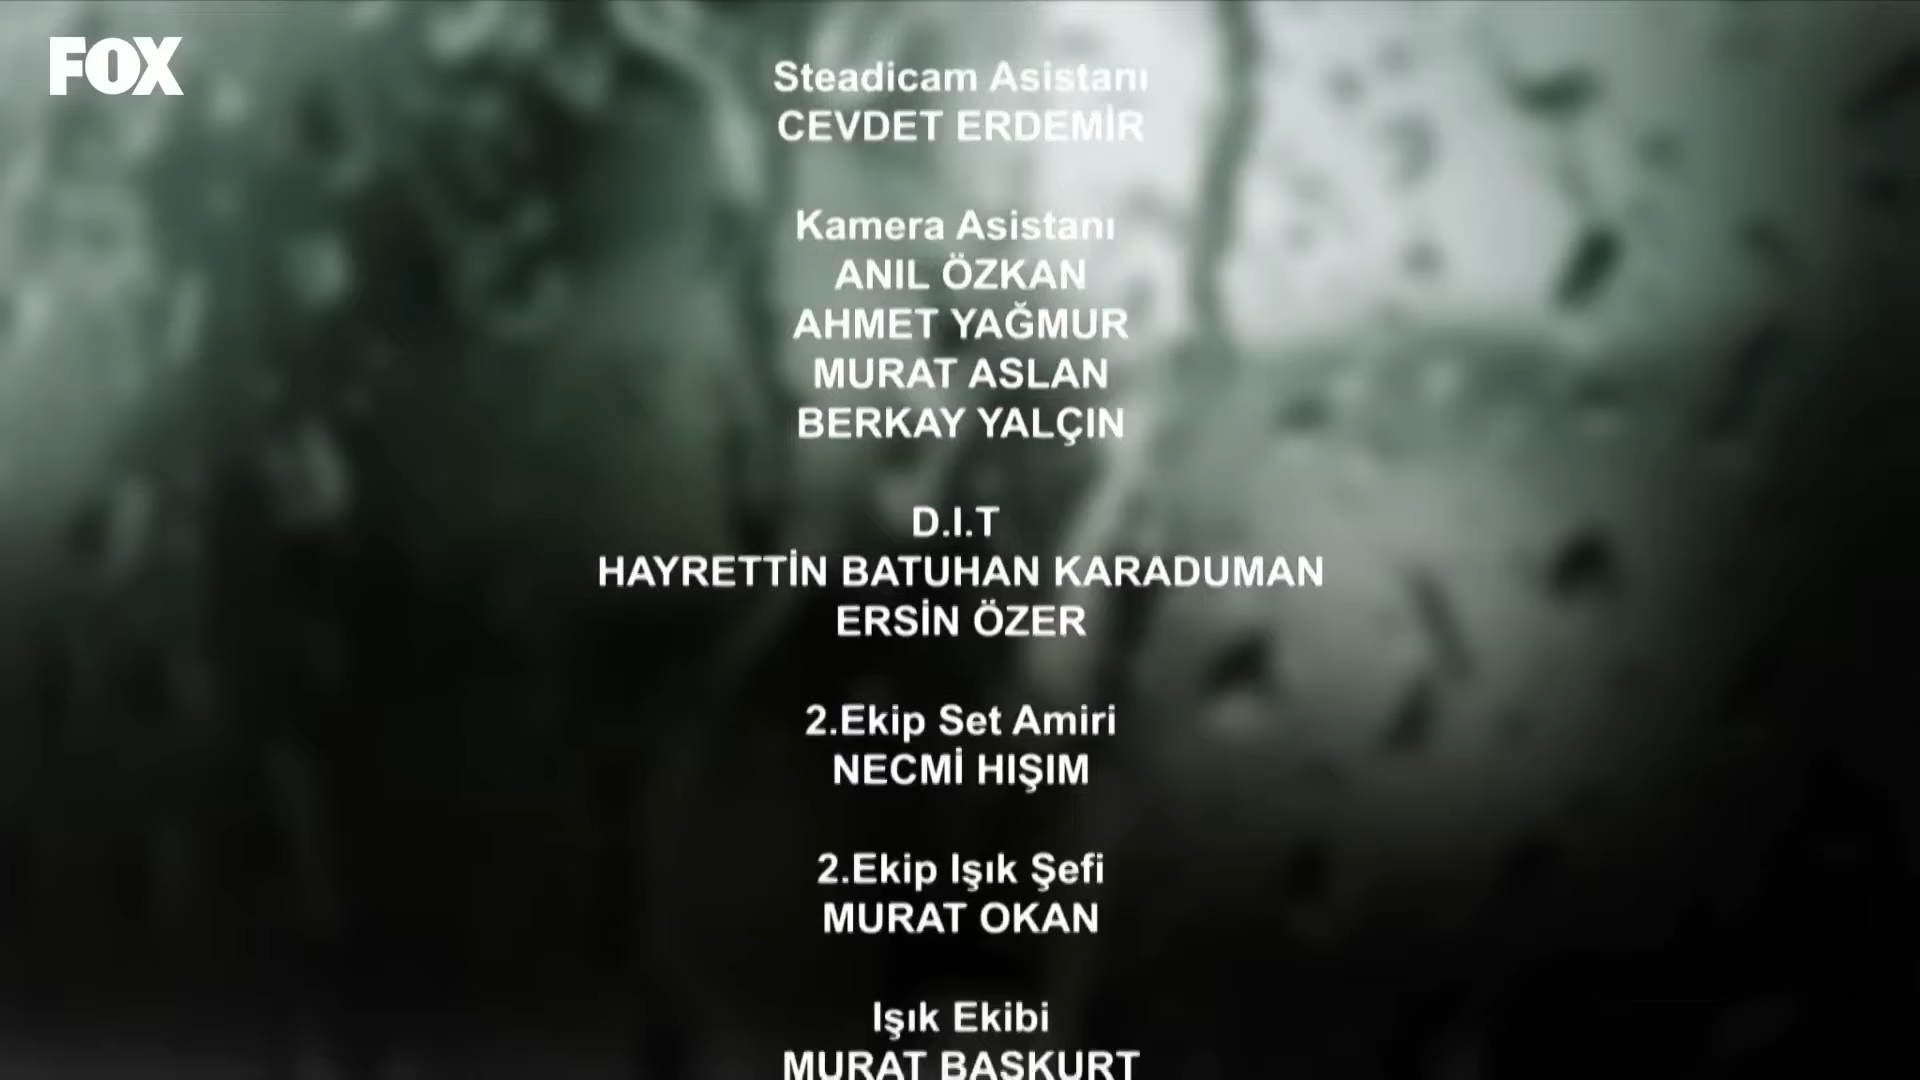 FOX
Steadicam Asistanı
CEVDET ERDEMİR
Kamera Asistanı
ANIL ÖZKAN
AHMET YAĞMUR
MURAT ASLAN
BERKAY YALÇIN
D.I.T
HAYRETTİN BATUHAN KARADUMAN
ERSİN ÖZER
2.Ekip Set Amiri
NECMİ HIŞIM
2.Ekip Işık Şefi
MURAT OKAN
Işık Ekibi
MURAT